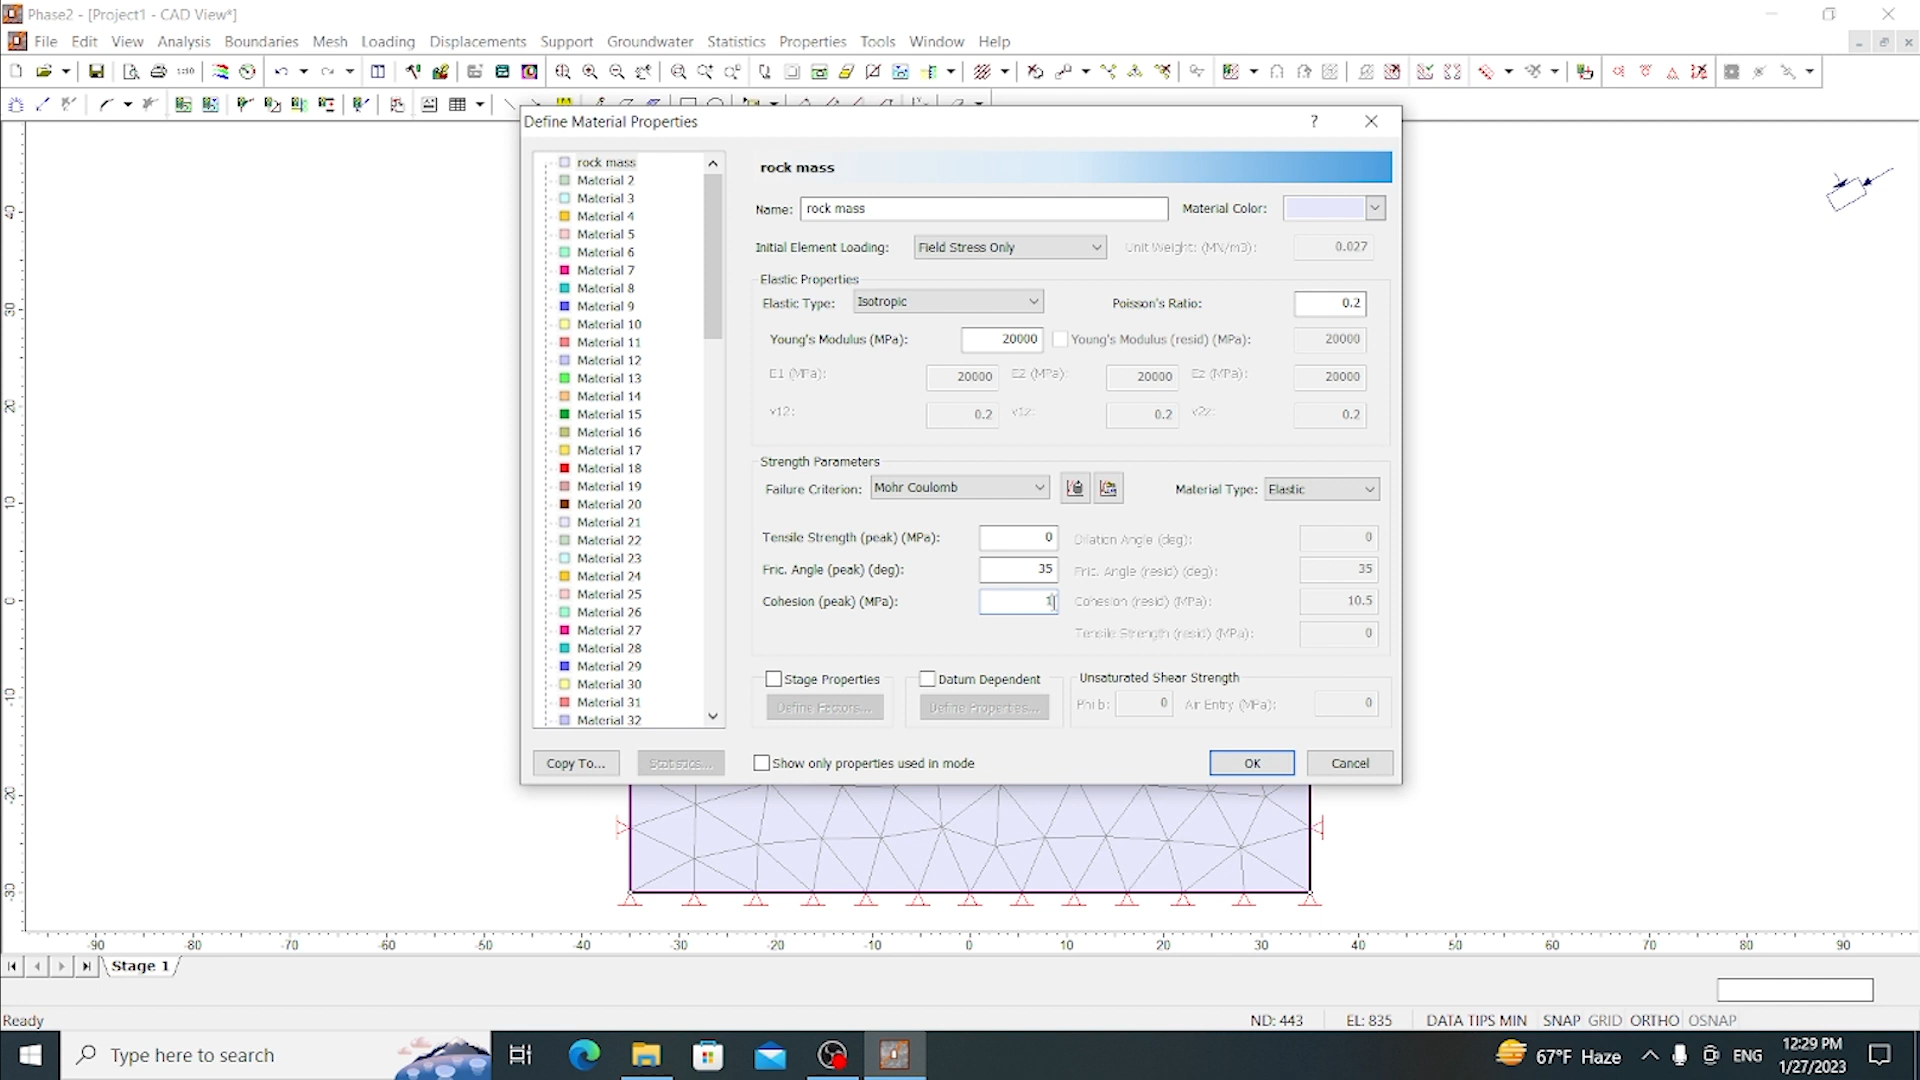 Phase2 - [Project1 - CAD View*]
File Edit View Analysis Boundaries Mesh Loading Displacements Support Groundwater Statistics Properties Tools Window Help
Define Material Properties
?
rock mass
Material 2
Material 3
Material 4
Material 5
Material 6
Material 7
Material 8
Material 9
Material 10
Material 11
Material 12
Material 13
Material 14
Material 15
Material 16
Material 17
Material 18
Material 19
Material 20
Material 21
Material 22
Material 23
Material 24
Material 25
Material 26
Material 27
Material 28
Material 29
Material 30
Material 31
Material 32
rock mass
Name: rock mass Material Color:
Initial Element Loading: Field Stress Only Unit Weight: (MN/m3): 0.027
Elastic Properties
Elastic Type: Isotropic Poisson's Ratio: 0.2
Young's Modulus (MPa): 20000 Young's Modulus (resid) (MPa): 20000
E1 (MPa): 20000 E2 (MPa): 20000 Ez (MPa): 20000
v12: 0.2 v1z: 0.2 v2z: 0.2
Strength Parameters
Failure Criterion: Mohr Coulomb Material Type: Elastic
Tensile Strength (peak) (MPa): 0 Dilation Angle (deg): 0
Fric. Angle (peak) (deg): 35 Fric. Angle (resid) (deg): 35
Cohesion (peak) (MPa): 1 Cohesion (resid) (MPa): 10.5
Tensile Strength (resid) (MPa): 0
Stage Properties Datum Dependent Unsaturated Shear Strength
Define Factors... Define Properties... Phi b: 0 Air Entry (MPa): 0
Copy To... Statistics... Show only properties used in mode OK Cancel
40
30
20
10
0
-10
-20
-30
-90 -80 -70 -60 -50 -40 -30 -20 -10 0 10 20 30 40 50 60 70 80 90
Stage 1
Ready ND: 443 EL: 835 DATA TIPS MIN SNAP GRID ORTHO OSNAP
Type here to search 67°F Haze ENG 12:29 PM
1/27/2023